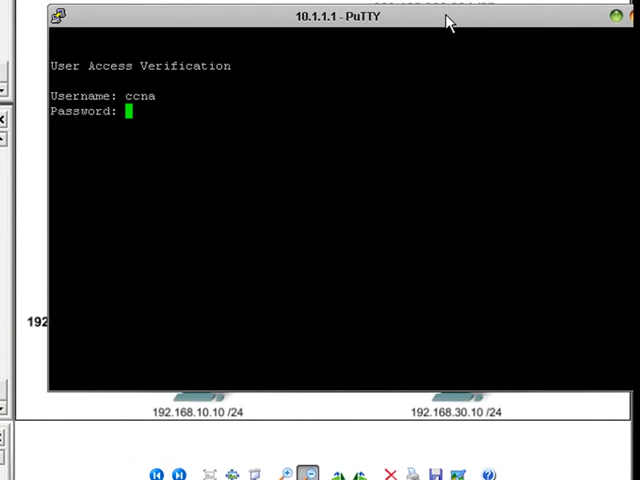 10.1.1.1 - PuTTY
User Access Verification
Username: ccna
Password:
192
192.168.10.10 /24
192.168.30.10 /24